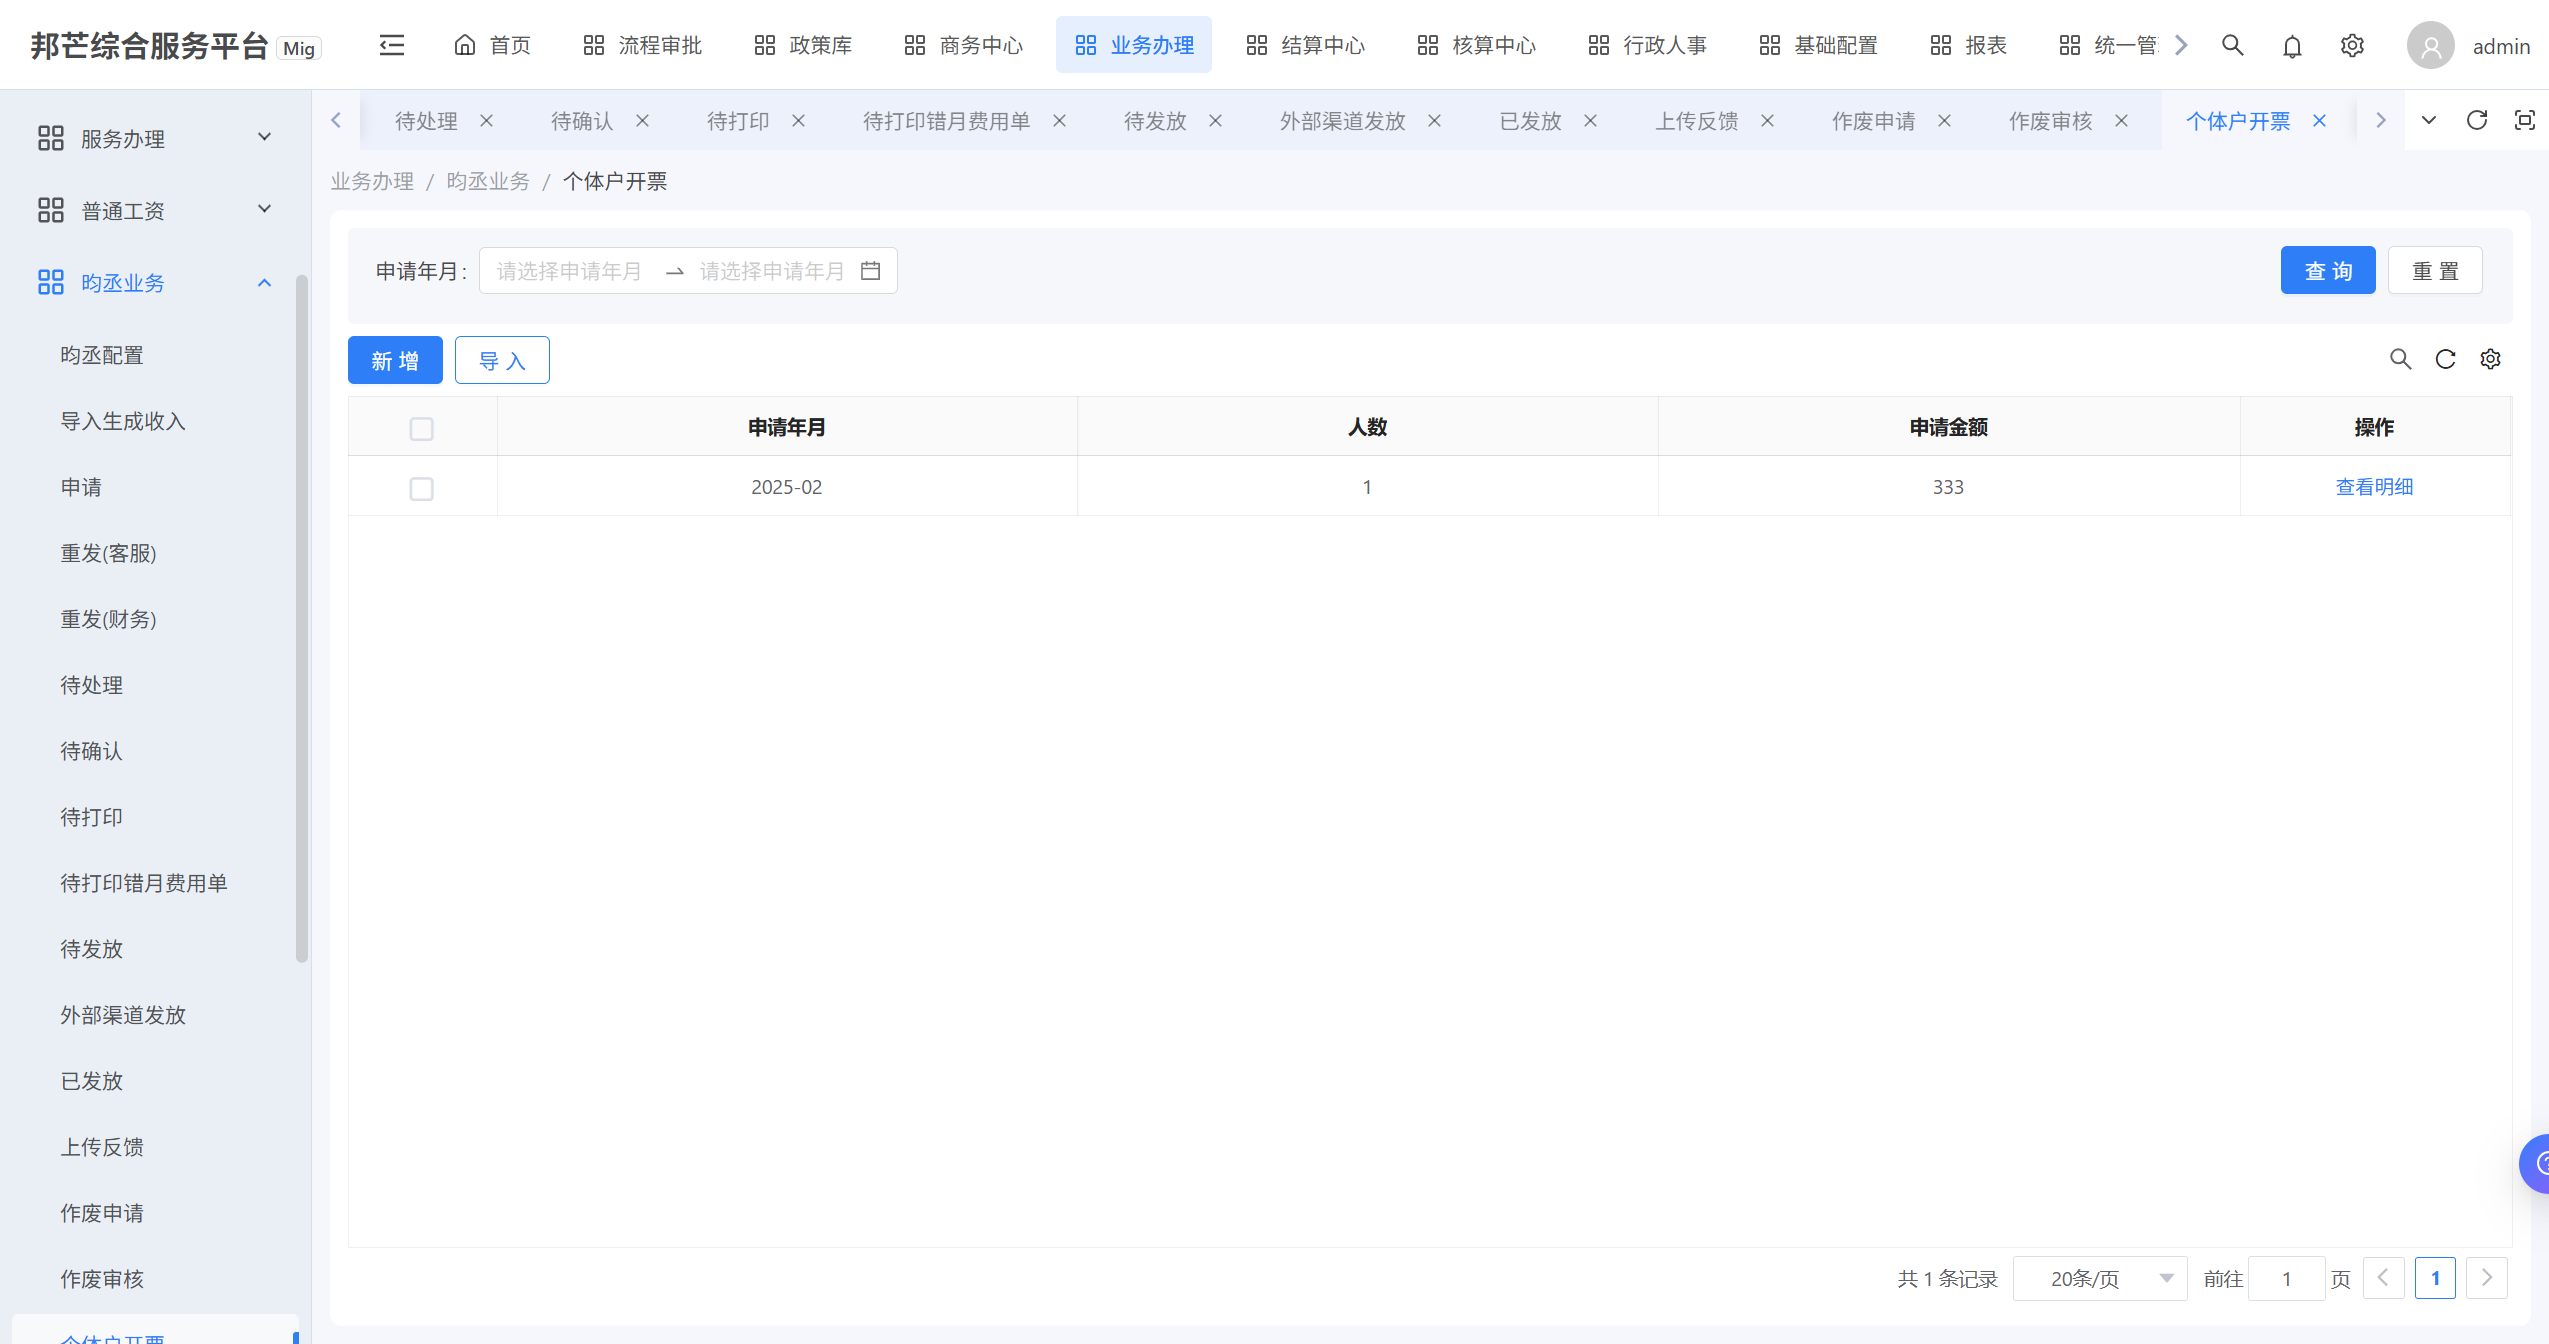 邦芒综合服务平台 Mig
首页 流程审批 政策库 商务中心 业务办理 结算中心 核算中心 行政人事 基础配置 报表 统一管
admin
服务办理
普通工资
昀丞业务
昀丞配置
导入生成收入
申请
重发(客服)
重发(财务)
待处理
待确认
待打印
待打印错月费用单
待发放
外部渠道发放
已发放
上传反馈
作废申请
作废审核
个体户开票
待处理 待确认 待打印 待打印错月费用单 待发放 外部渠道发放 已发放 上传反馈 作废申请 作废审核 个体户开票
业务办理 / 昀丞业务 / 个体户开票
申请年月: 请选择申请年月 请选择申请年月 查 询 重 置
新 增 导 入
申请年月 人数 申请金额 操作
2025-02 1 333 查看明细
共 1 条记录 20条/页 前往 1 页 1